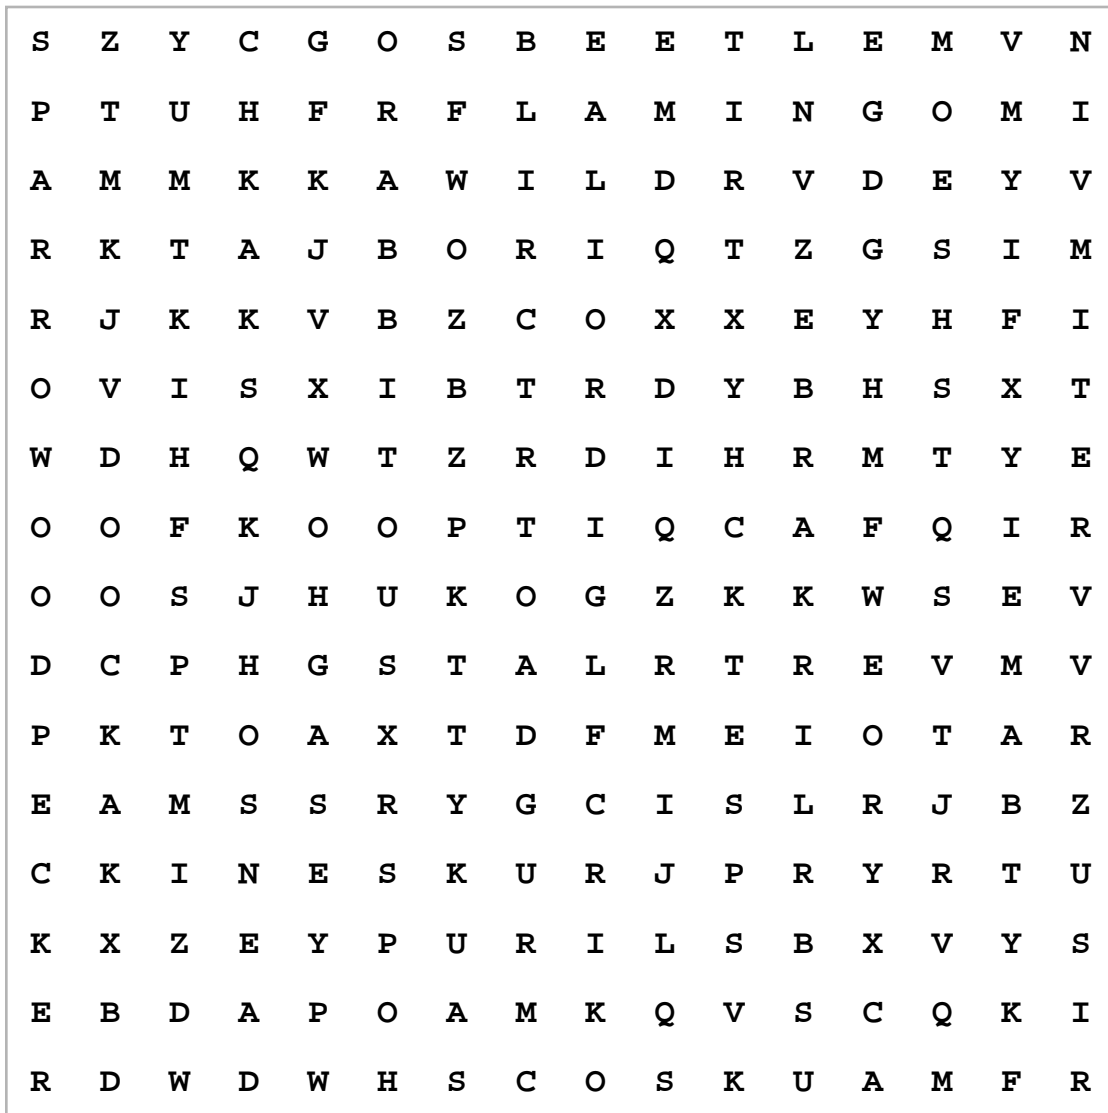 S Z Y C G O S B E E T L E M V N
P T U H F R F L A M I N G O M I
A M M K K A W I L D R V D E Y V
R K T A J B O R I Q T Z G S I M
R J K K V B Z C O X X E Y H F I
O V I S X I B T R D Y B H S X T
W D H Q W T Z R D I H R M T Y E
O O F K O O P T I Q C A F Q I R
O O S J H U K O G Z K K W S E V
D C P H G S T A L R T R E V M V
P K T O A X T D F M E I O T A R
E A M S S R Y G C I S L R J B Z
C K I N E S K U R J P R Y R T U
K X Z E Y P U R I L S B X V Y S
E B D A P O A M K Q V S C Q K I
R D W D W H S C O S K U A M F R